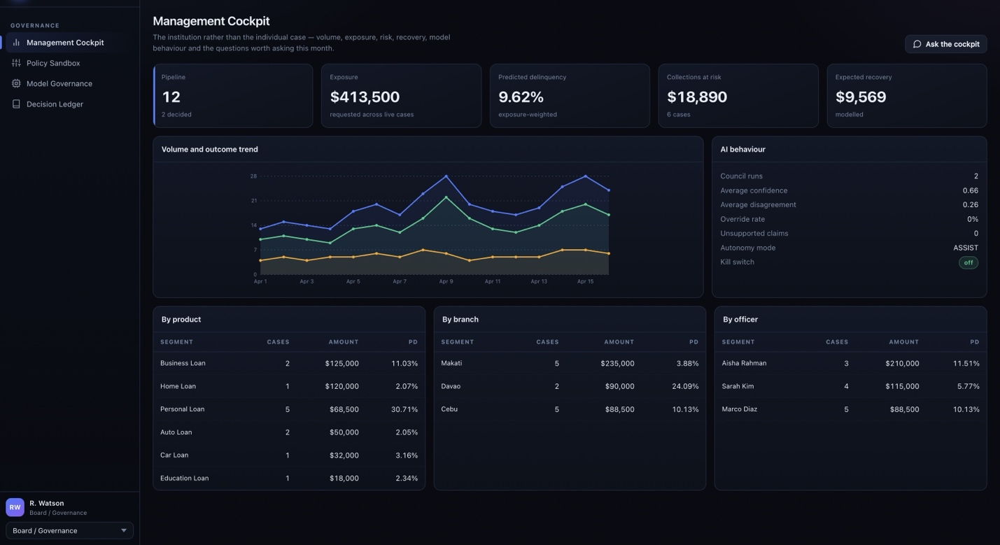 GOVERNANCE
Management Cockpit
Policy Sandbox
Model Governance
Decision Ledger
RW
R. Watson
Board / Governance
Board / Governance
Management Cockpit
The institution rather than the individual case — volume, exposure, risk, recovery, model
behaviour and the questions worth asking this month.
Ask the cockpit
Pipeline
12
2 decided
Exposure
$413,500
requested across live cases
Predicted delinquency
9.62%
exposure-weighted
Collections at risk
$18,890
6 cases
Expected recovery
$9,569
modelled
Volume and outcome trend
28
21
14
7
0
Apr 1 Apr 3 Apr 5 Apr 7 Apr 9 Apr 11 Apr 13 Apr 15
AI behaviour
Council runs 2
Average confidence 0.66
Average disagreement 0.26
Override rate 0%
Unsupported claims 0
Autonomy mode ASSIST
Kill switch off
By product
SEGMENT CASES AMOUNT PD
Business Loan 2 $125,000 11.03%
Home Loan 1 $120,000 2.07%
Personal Loan 5 $68,500 30.71%
Auto Loan 2 $50,000 2.05%
Car Loan 1 $32,000 3.16%
Education Loan 1 $18,000 2.34%
By branch
SEGMENT CASES AMOUNT PD
Makati 5 $235,000 3.88%
Davao 2 $90,000 24.09%
Cebu 5 $88,500 10.13%
By officer
SEGMENT CASES AMOUNT PD
Aisha Rahman 3 $210,000 11.51%
Sarah Kim 4 $115,000 5.77%
Marco Diaz 5 $88,500 10.13%